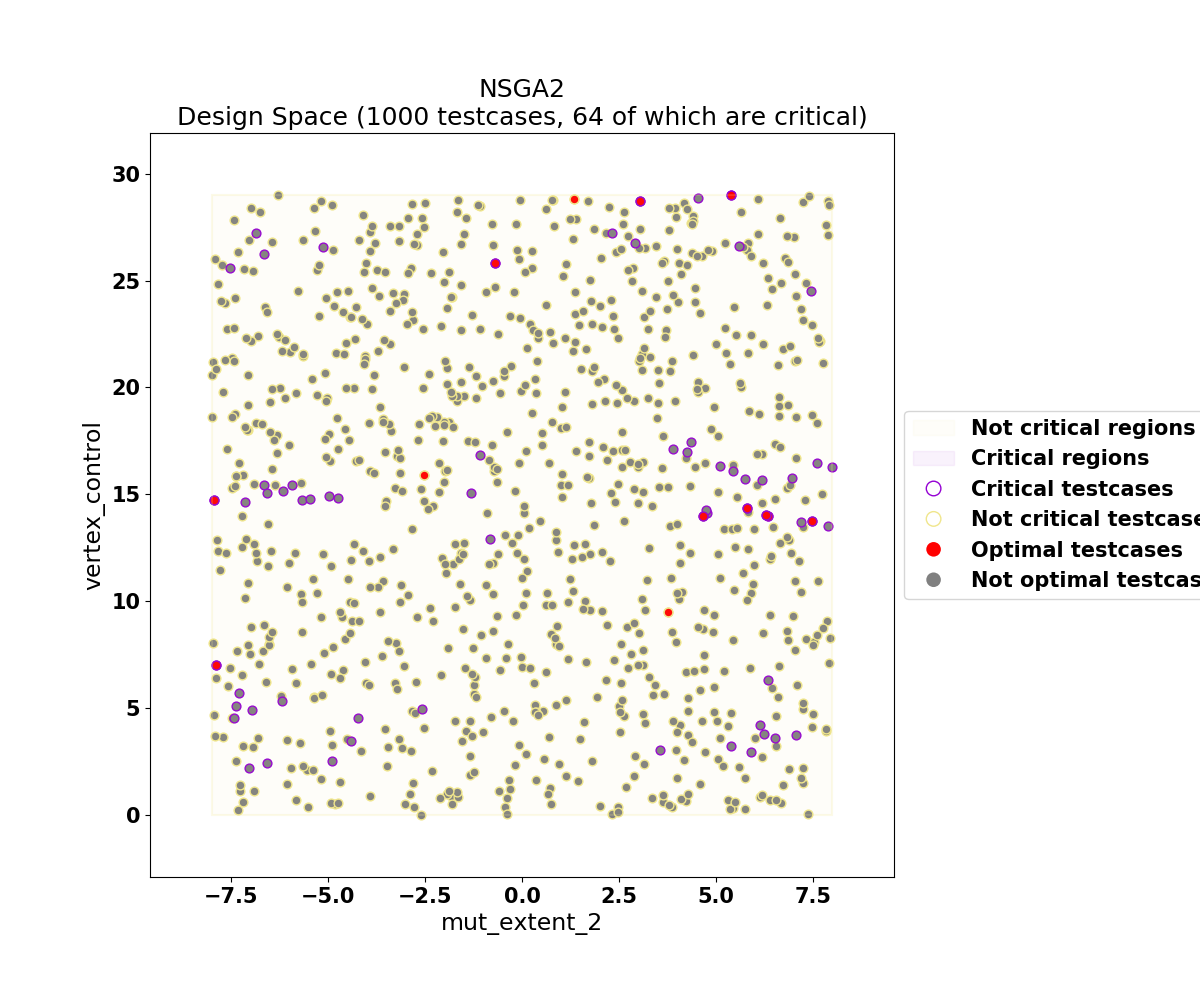 NSGA2
Design Space (1000 testcases, 64 of which are critical)
30
25
20
15
10
5
0
vertex_control
−7.5
−5.0
−2.5
0.0
2.5
5.0
7.5
mut_extent_2
Not critical regions
Critical regions
Critical testcases
Not critical testcase
Optimal testcases
Not optimal testcas